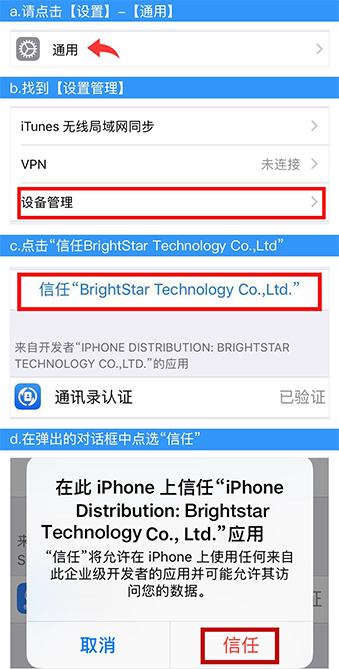 a.请点击【设置】-【通用】
通用
b.找到【设置管理】
iTunes 无线局域网同步
VPN 未连接
设备管理
c.点击“信任BrightStar Technology Co.,Ltd”
信任“BrightStar Technology Co.,Ltd.”
来自开发者“IPHONE DISTRIBUTION: BRIGHTSTAR
TECHNOLOGY CO.,LTD.”的应用
通讯录认证 已验证
d.在弹出的对话框中点选“信任”
在此 iPhone 上信任“iPhone
Distribution: Brightstar
Technology Co., Ltd.”应用
“信任”将允许在 iPhone 上使用任何来自
此企业级开发者的应用并可能允许其访
问您的数据。
来
S
证
取消 信任